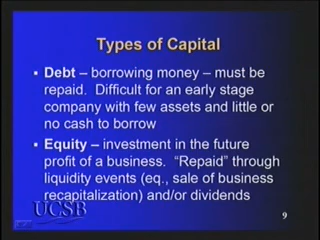 Types of Capital
▪ Debt – borrowing money – must be
repaid. Difficult for an early stage
company with few assets and little or
no cash to borrow
▪ Equity – investment in the future
profit of a business. “Repaid” through
liquidity events (eq., sale of business
recapitalization) and/or dividends
UCSB
9